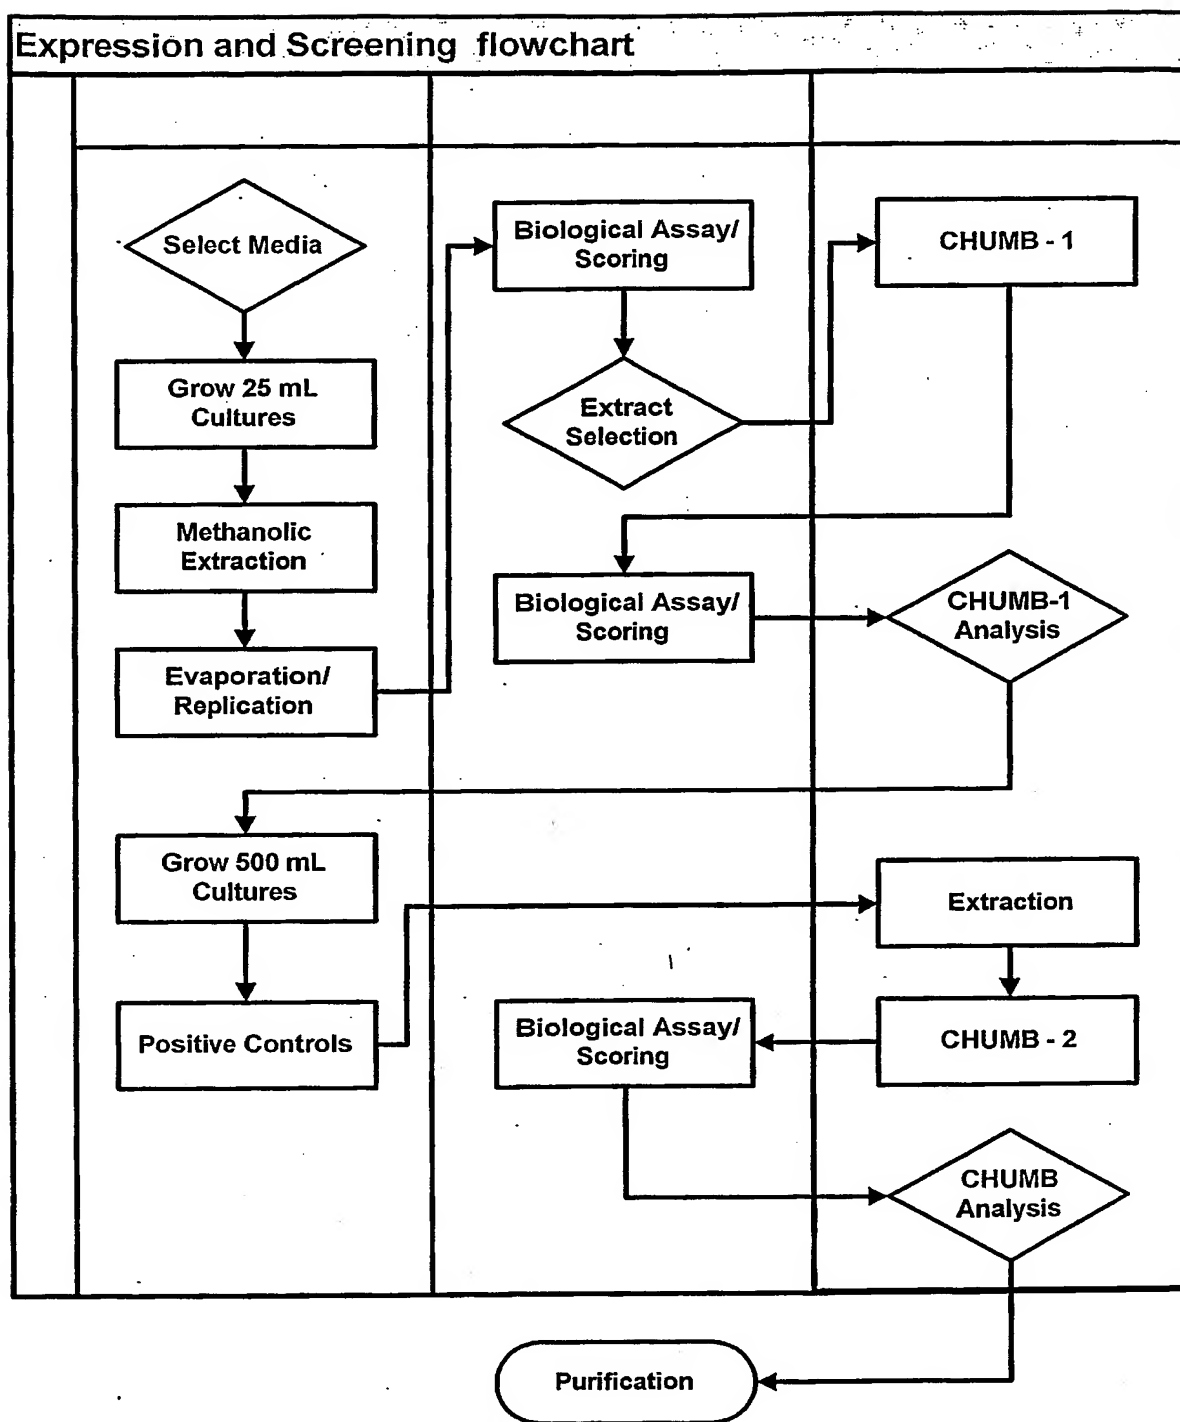 Expression and Screening flowchart
Select Media
Grow 25 mL
Cultures
Methanolic
Extraction
Evaporation/
Replication
Biological Assay/
Scoring
Extract
Selection
CHUMB - 1
Biological Assay/
Scoring
CHUMB-1
Analysis
Grow 500 mL
Cultures
Positive Controls
Extraction
CHUMB - 2
Biological Assay/
Scoring
CHUMB
Analysis
Purification